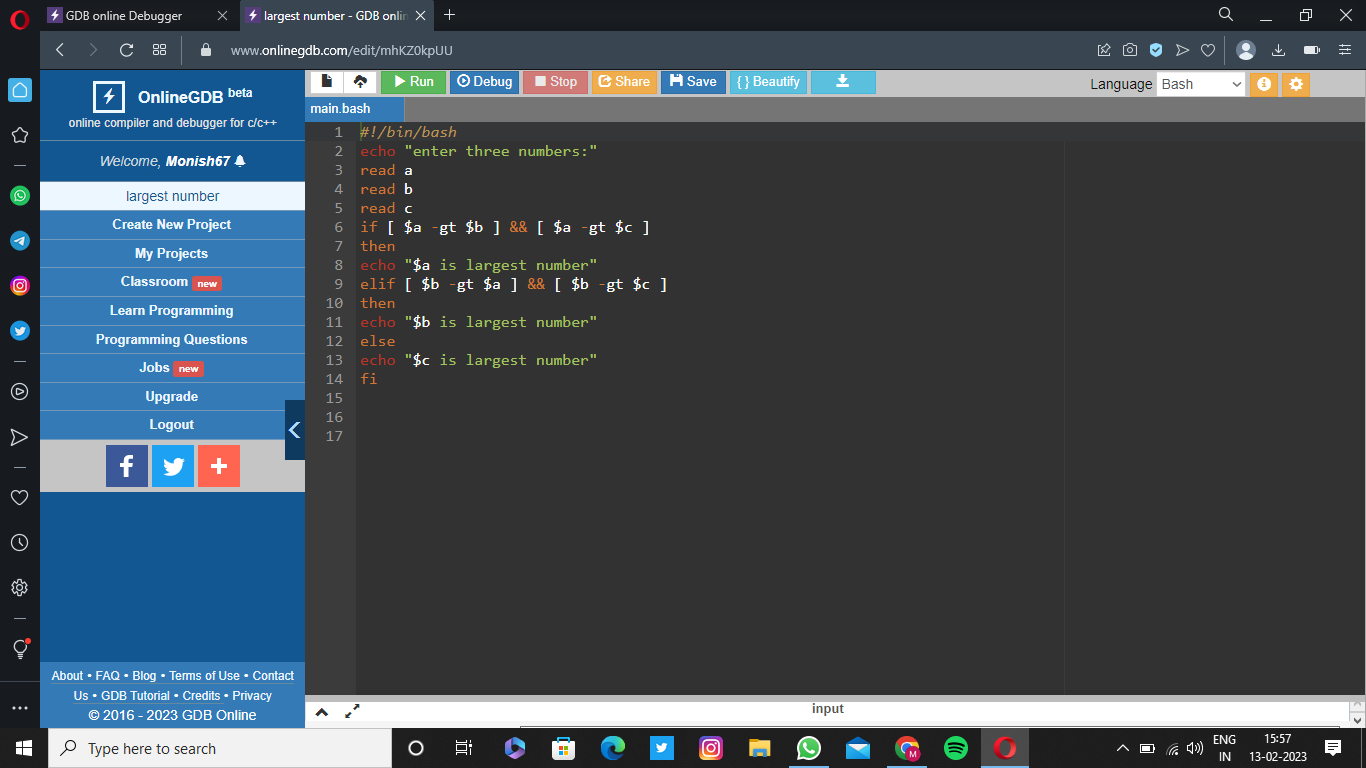 GDB online Debugger
largest number - GDB onlin
www.onlinegdb.com/edit/mhKZ0kpUU
OnlineGDB beta
online compiler and debugger for c/c++
Welcome, Monish67
largest number
Create New Project
My Projects
Classroom new
Learn Programming
Programming Questions
Jobs new
Upgrade
Logout
f
About • FAQ • Blog • Terms of Use • Contact
Us • GDB Tutorial • Credits • Privacy
© 2016 - 2023 GDB Online
Run Debug Stop Share Save { } Beautify
Language Bash
main.bash
1 #!/bin/bash
2 echo "enter three numbers:"
3 read a
4 read b
5 read c
6 if [ $a -gt $b ] && [ $a -gt $c ]
7 then
8 echo "$a is largest number"
9 elif [ $b -gt $a ] && [ $b -gt $c ]
10 then
11 echo "$b is largest number"
12 else
13 echo "$c is largest number"
14 fi
15
16
17
input
Type here to search
M
ENG
IN
15:57
13-02-2023